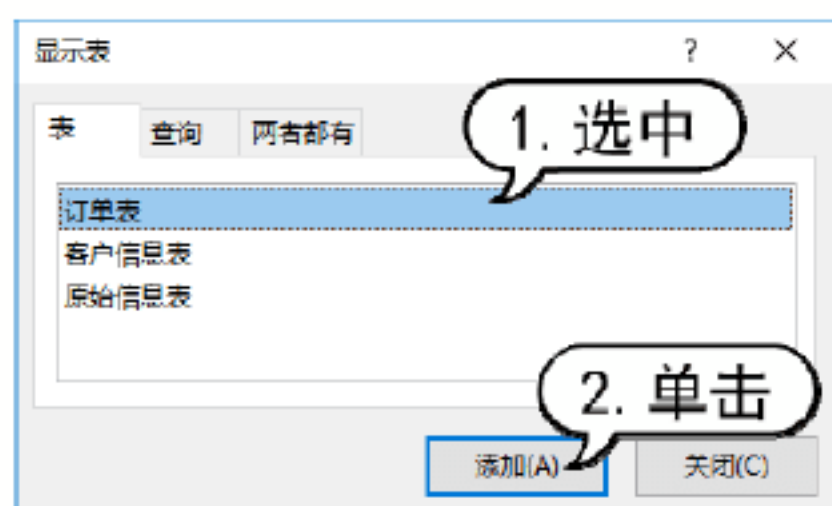 显示表
? ×
表 查询 两者都有
1. 选中
订单表
客户信息表
原始信息表
2. 单击
添加(A) 关闭(C)